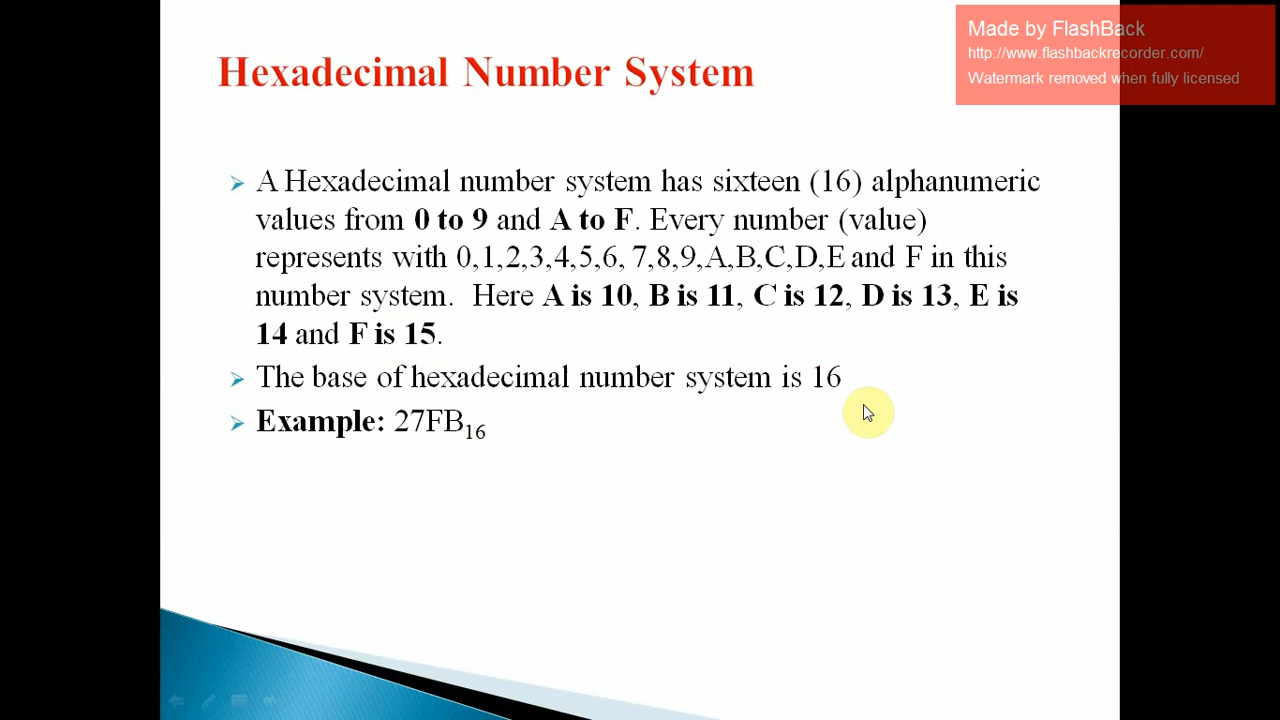 Made by FlashBack
http://www.flashbackrecorder.com/
Watermark removed when fully licensed
Hexadecimal Number System
A Hexadecimal number system has sixteen (16) alphanumeric
values from 0 to 9 and A to F. Every number (value)
represents with 0,1,2,3,4,5,6, 7,8,9,A,B,C,D,E and F in this
number system. Here A is 10, B is 11, C is 12, D is 13, E is
14 and F is 15.
The base of hexadecimal number system is 16
Example: 27FB₁₆